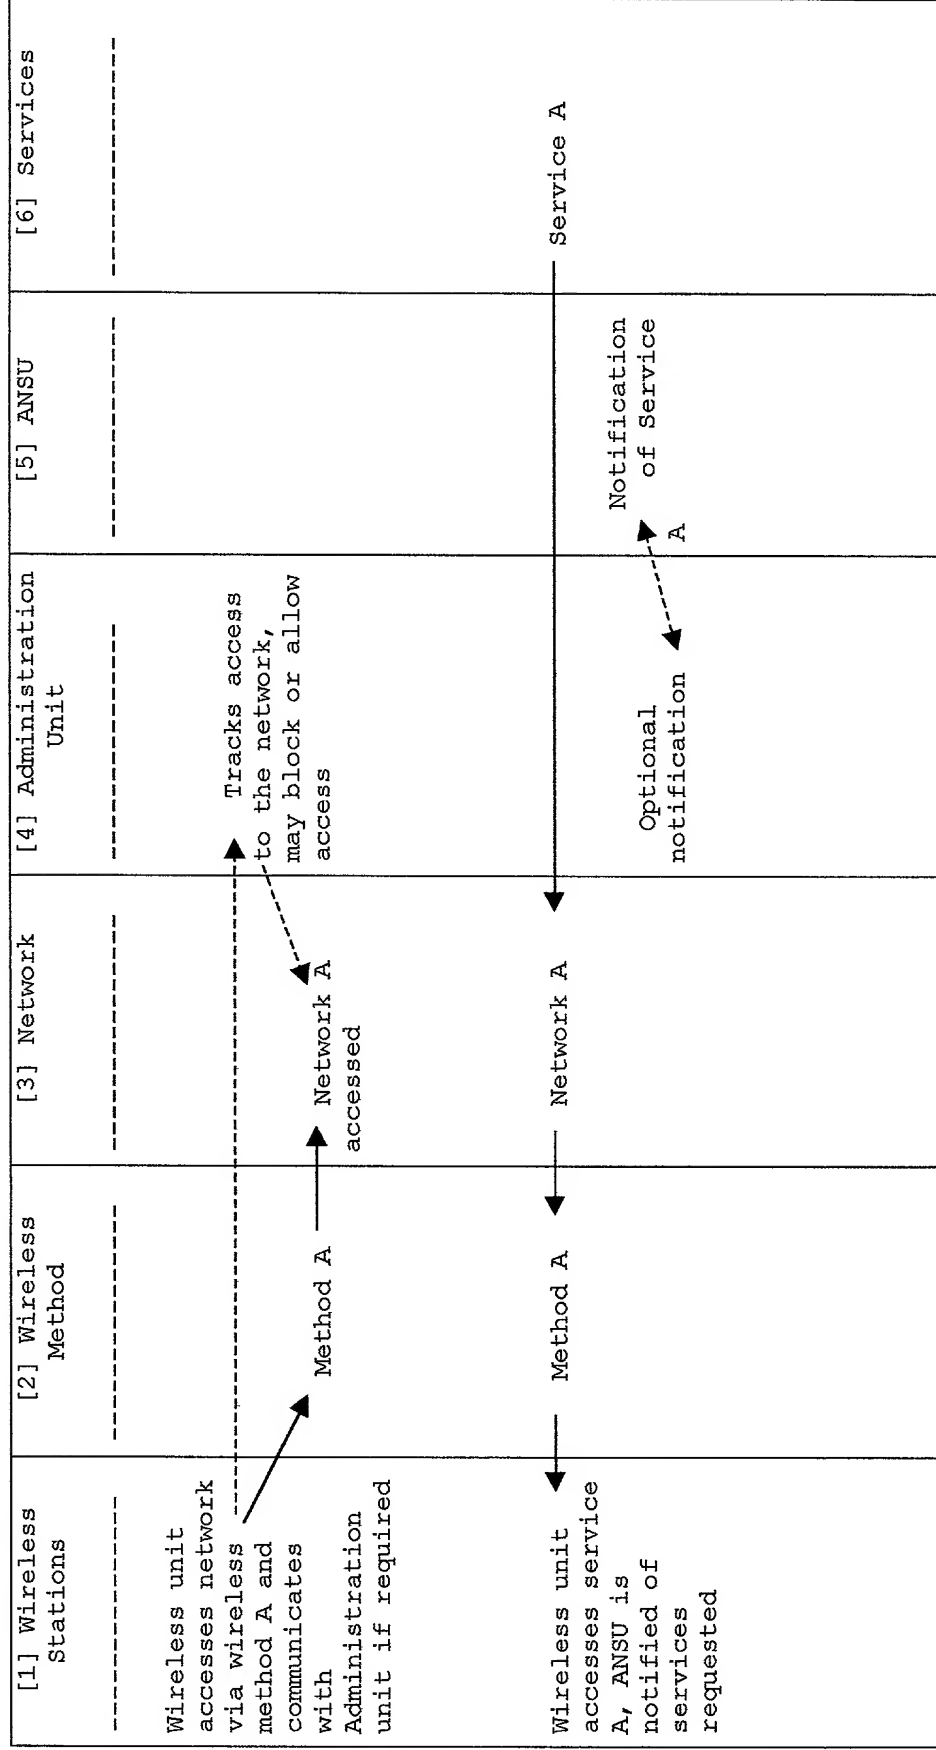 [1] Wireless
Stations
[2] Wireless
Method
[3] Network
[4] Administration
Unit
[5] ANSU
[6] Services
Wireless unit
accesses network
via wireless
method A and
communicates
with
Administration
unit if required
Method A
Network A
accessed
Tracks access
to the network,
may block or allow
access
Wireless unit
accesses service
A, ANSU is
notified of
services
requested
Method A
Network A
Service A
Optional
notification
Notification
of Service
A